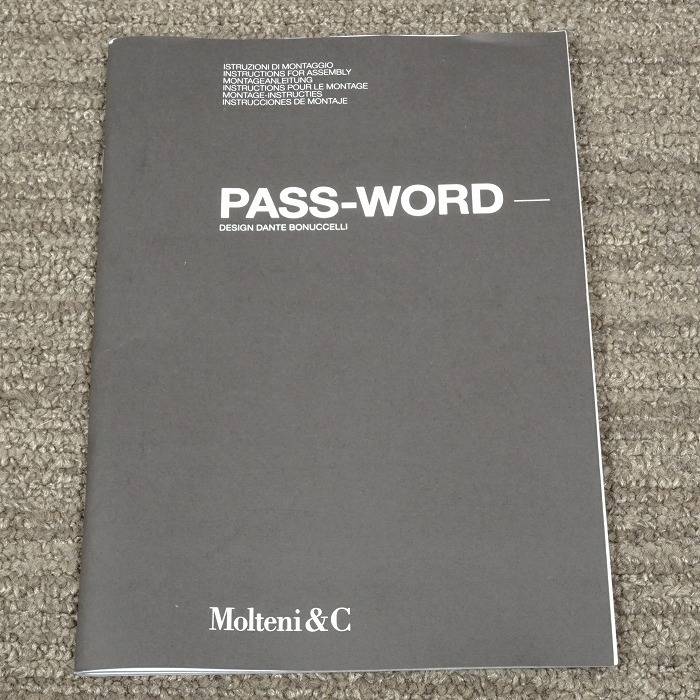 ISTRUZIONI DI MONTAGGIO
INSTRUCTIONS FOR ASSEMBLY
MONTAGEANLEITUNG
INSTRUCTIONS POUR LE MONTAGE
MONTAGE-INSTRUCTIES
INSTRUCCIONES DE MONTAJE
PASS-WORD —
DESIGN DANTE BONUCCELLI
Molteni&C